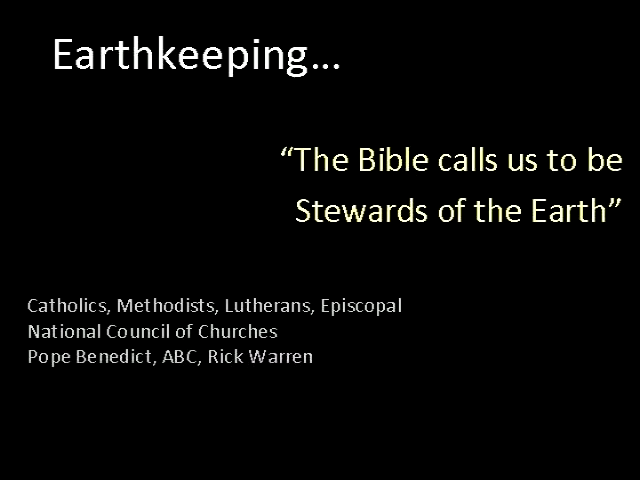 Earthkeeping…
“The Bible calls us to be
Stewards of the Earth”
Catholics, Methodists, Lutherans, Episcopal
National Council of Churches
Pope Benedict, ABC, Rick Warren